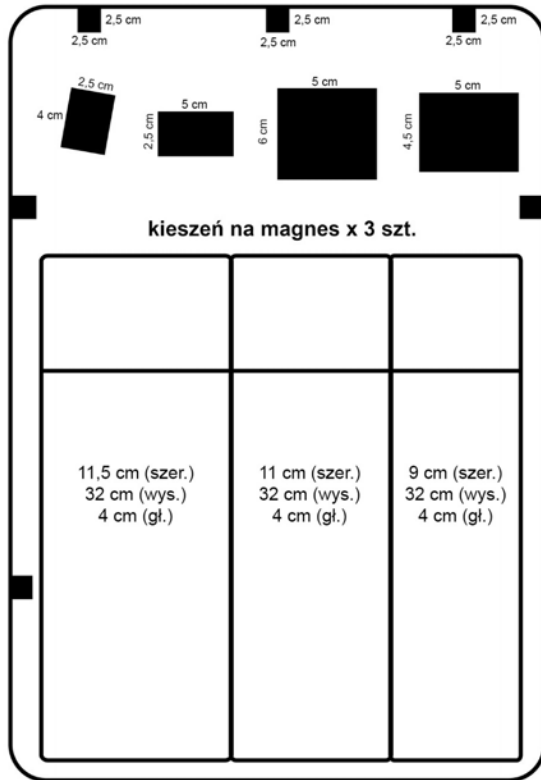 2,5 cm 2,5 cm 2,5 cm
2,5 cm 2,5 cm 2,5 cm
2,5 cm
4 cm
5 cm
2,5 cm
5 cm
6 cm
5 cm
4,5 cm
kieszeń na magnes x 3 szt.
11,5 cm (szer.)
32 cm (wys.)
4 cm (gł.)
11 cm (szer.)
32 cm (wys.)
4 cm (gł.)
9 cm (szer.)
32 cm (wys.)
4 cm (gł.)